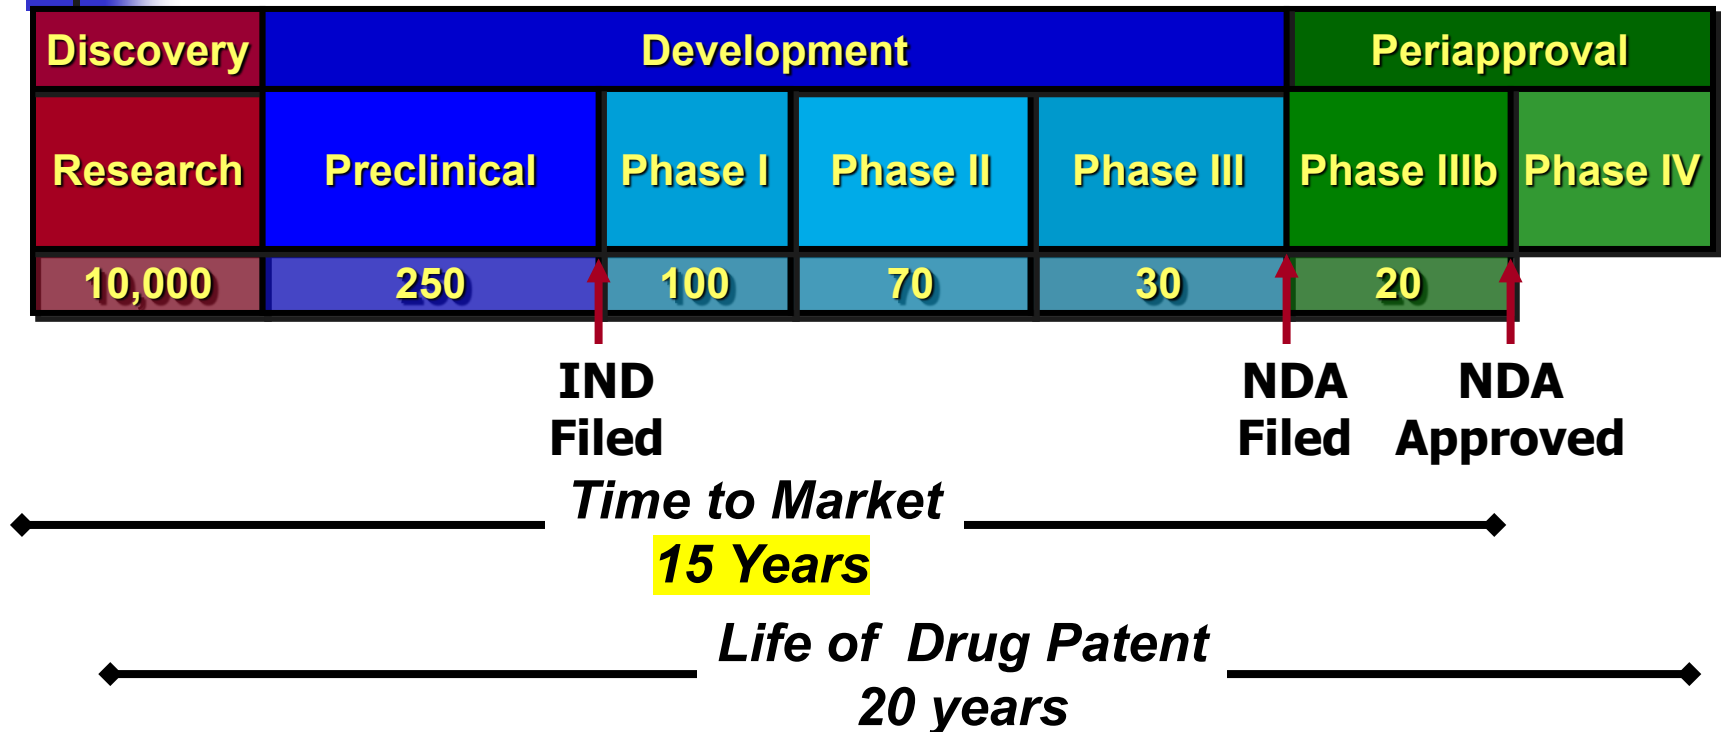 Discovery Development Periapproval
Research Preclinical Phase I Phase II Phase III Phase IIIb Phase IV
10,000 250 100 70 30 20
IND NDA NDA
Filed Filed Approved
Time to Market
15 Years
Life of Drug Patent
20 years